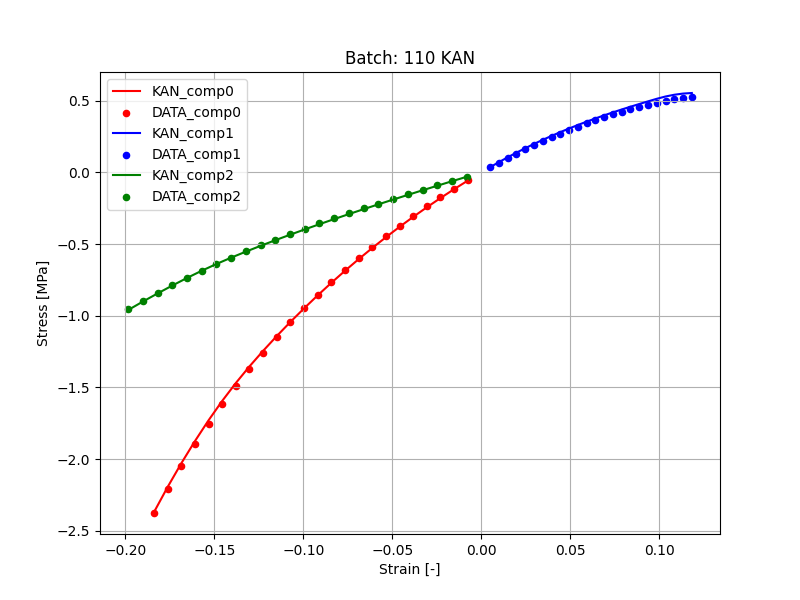 Batch: 110 KAN
KAN_comp0
DATA_comp0
KAN_comp1
DATA_comp1
KAN_comp2
DATA_comp2
Stress [MPa]
0.5
0.0
−0.5
−1.0
−1.5
−2.0
−2.5
−0.20 −0.15 −0.10 −0.05 0.00 0.05 0.10
Strain [-]